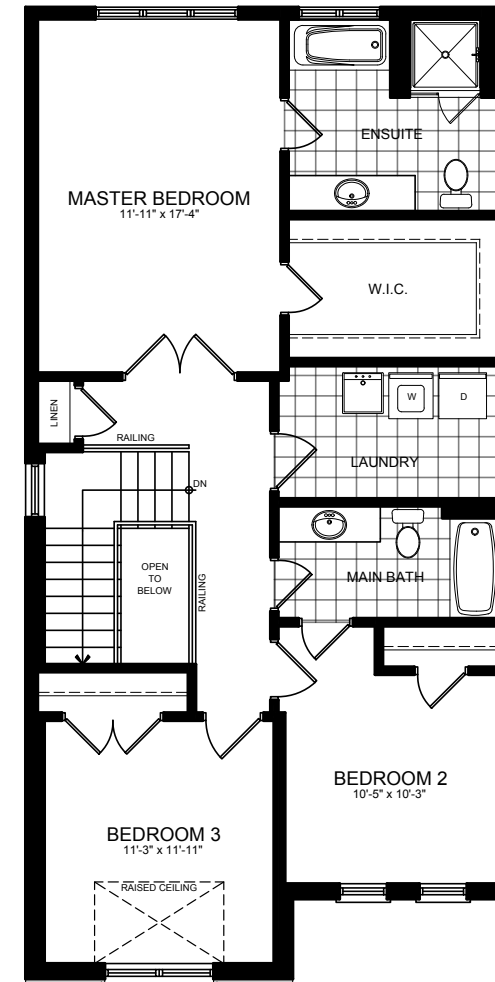 ENSUITE
MASTER BEDROOM
11'-11" x 17'-4"
W.I.C.
LINEN
RAILING
W
D
LAUNDRY
DN
OPEN
TO
BELOW
RAILING
MAIN BATH
BEDROOM 2
10'-5" x 10'-3"
BEDROOM 3
11'-3" x 11'-11"
RAISED CEILING